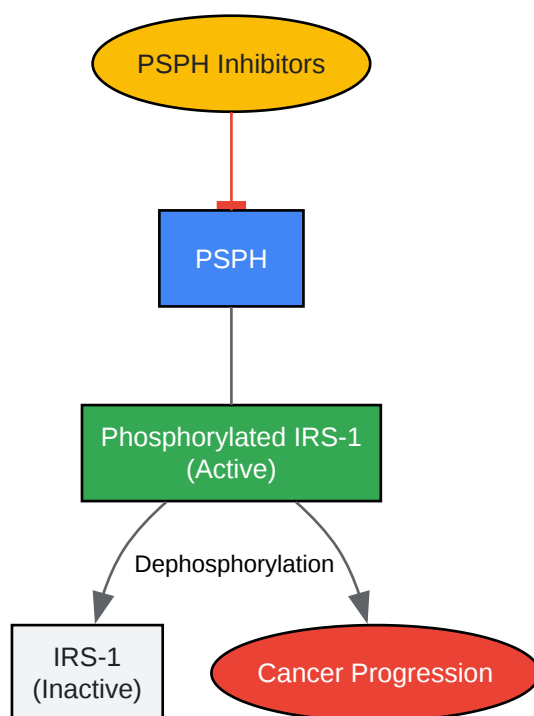 PSPH Inhibitors
PSPH
Phosphorylated IRS-1
(Active)
Dephosphorylation
IRS-1
(Inactive)
Cancer Progression